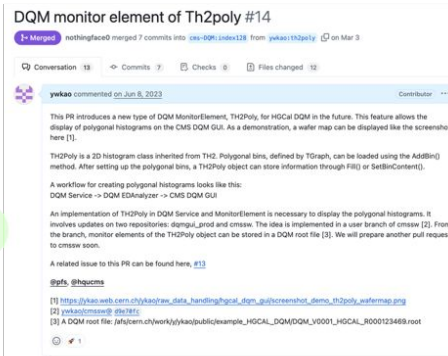 DQM monitor element of Th2poly #14
Merged nothingface0 merged 7 commits into cms-DQM:index128 from ywkao:th2poly on Mar 3
Conversation 13 Commits 7 Checks 0 Files changed 12
ywkao commented on Jun 8, 2023 Contributor ...
This PR introduces a new type of DQM MonitorElement, TH2Poly, for HGCal DQM in the future. This feature allows the
display of polygonal histograms on the CMS DQM GUI. As a demonstration, a wafer map can be displayed like the screensho
here [1].
TH2Poly is a 2D histogram class inherited from TH2. Polygonal bins, defined by TGraph, can be loaded using the AddBin()
method. After setting up the polygonal bins, a TH2Poly object can store information through Fill() or SetBinContent().
A workflow for creating polygonal histograms looks like this:
DQM Service -> DQM EDAnalyzer -> CMS DQM GUI
An implementation of TH2Poly in DQM Service and MonitorElement is necessary to display the polygonal histograms. It
involves updates on two repositories: dqmgui_prod and cmssw. The idea is implemented in a user branch of cmssw [2]. From
the branch, monitor elements of the TH2Poly object can be stored in a DQM root file [3]. We will prepare another pull reques
to cmssw soon.
A related issue to this PR can be found here, #13
@pfs, @hqucms
[1] https://ykao.web.cern.ch/ykao/raw_data_handling/hgcal_dqm_gui/screenshot_demo_th2poly_wafermap.png
[2] ywkao/cmssw@
[3] A DQM root file: /afs/cern.ch/work/y/ykao/public/example_HGCAL_DQM/DQM_V0001_HGCAL_R000123469.root
1